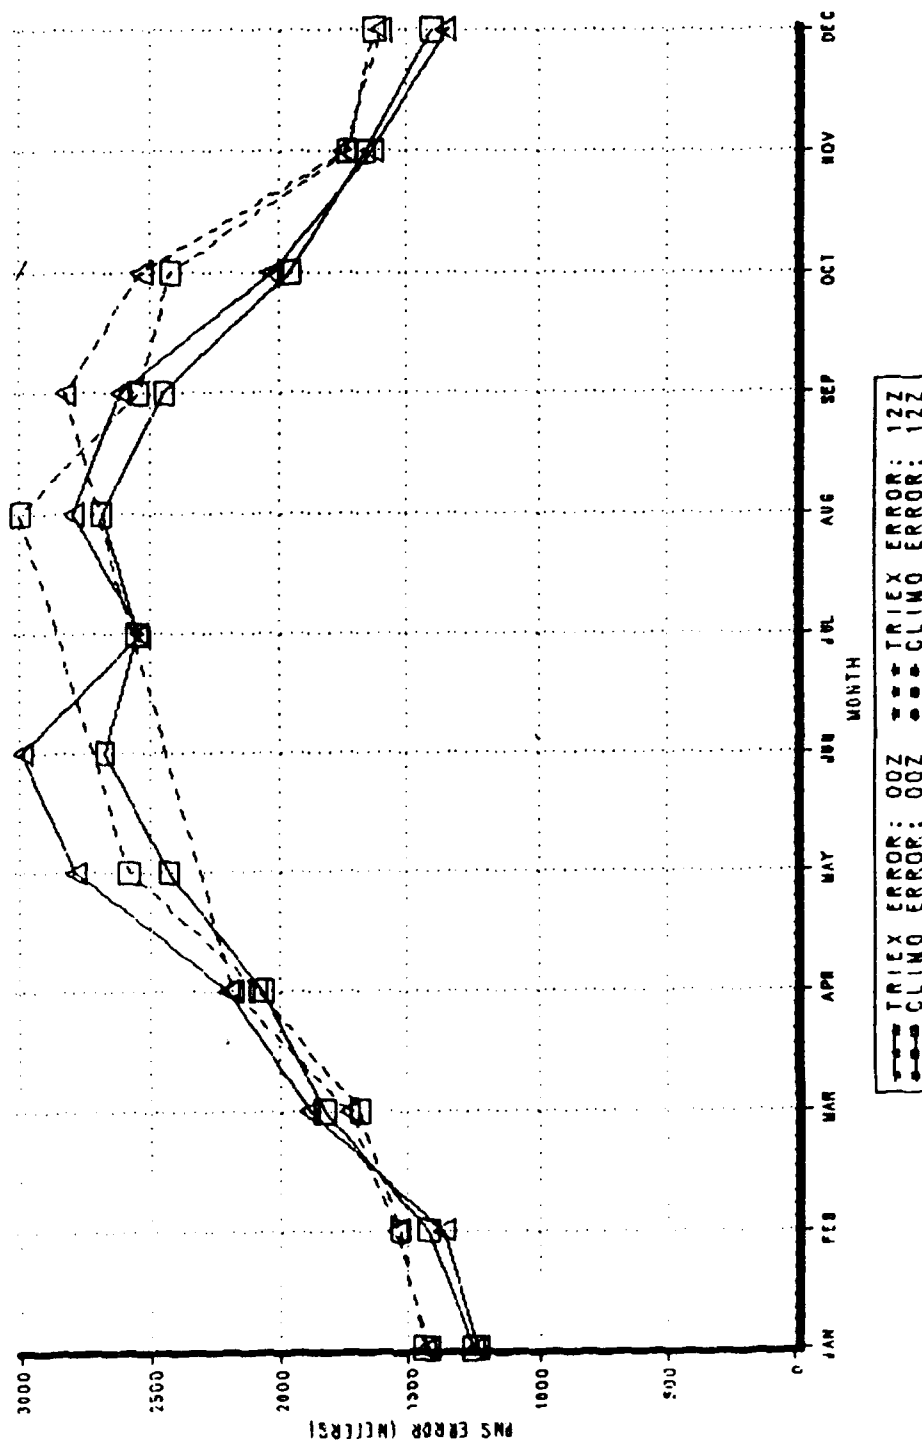 3000
2500
2000
1500
1000
500
0
RMS ERROR (METERS)
JAN
FEB
MAR
APR
MAY
JUN
JUL
AUG
SEP
OCT
NOV
DEC
MONTH
TRIEX ERROR: 00Z
TRIEX ERROR: 12Z
CLIMO ERROR: 00Z
CLIMO ERROR: 12Z